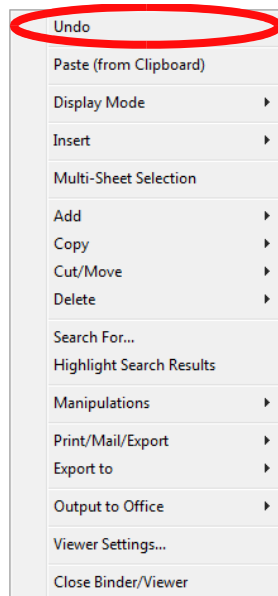 Undo
Paste (from Clipboard)
Display Mode
Insert
Multi-Sheet Selection
Add
Copy
Cut/Move
Delete
Search For...
Highlight Search Results
Manipulations
Print/Mail/Export
Export to
Output to Office
Viewer Settings...
Close Binder/Viewer